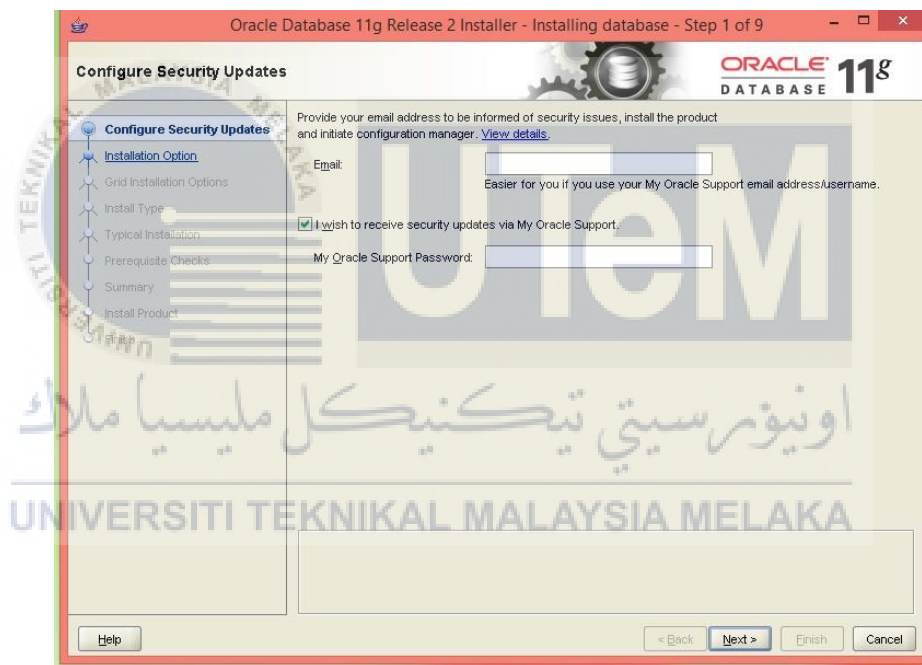 Oracle Database 11g Release 2 Installer - Installing database - Step 1 of 9
Configure Security Updates
ORACLE
DATABASE 11g
Configure Security Updates
Installation Option
Grid Installation Options
Install Type
Typical Installation
Prerequisite Checks
Summary
Install Product
Finish
Provide your email address to be informed of security issues, install the product
and initiate configuration manager. View details.
Email:
Easier for you if you use your My Oracle Support email address/username.
I wish to receive security updates via My Oracle Support.
My Oracle Support Password:
UNIVERSITI TEKNIKAL MALAYSIA
UTeM
اونيۏرسيتي تيكنيكل مليسيا ملاك
UNIVERSITI TEKNIKAL MALAYSIA MELAKA
Help
< Back
Next >
Finish
Cancel